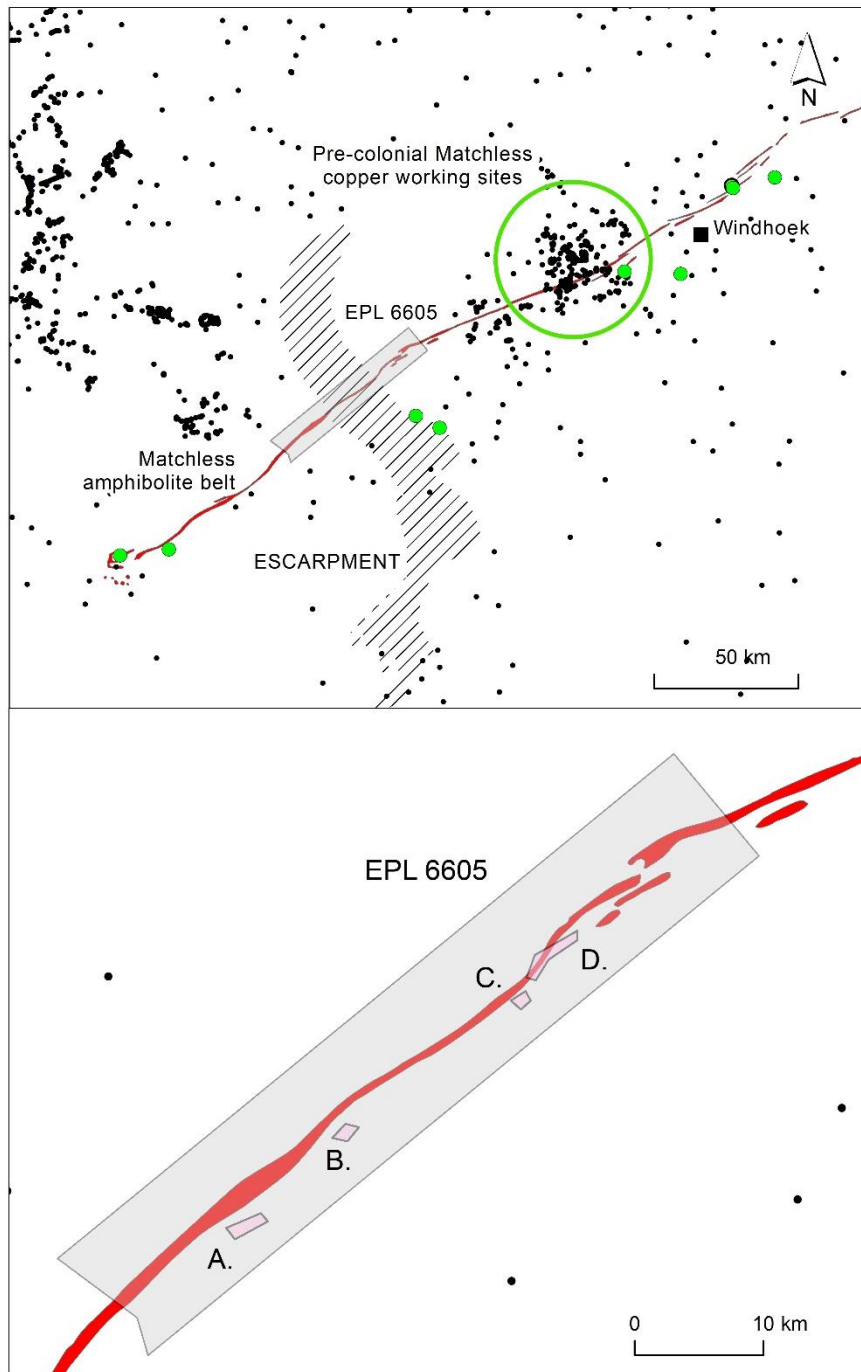 N
Pre-colonial Matchless
copper working sites
Windhoek
EPL 6605
Matchless
amphibolite belt
ESCARPMENT
50 km
EPL 6605
C.
D.
B.
A.
0 10 km